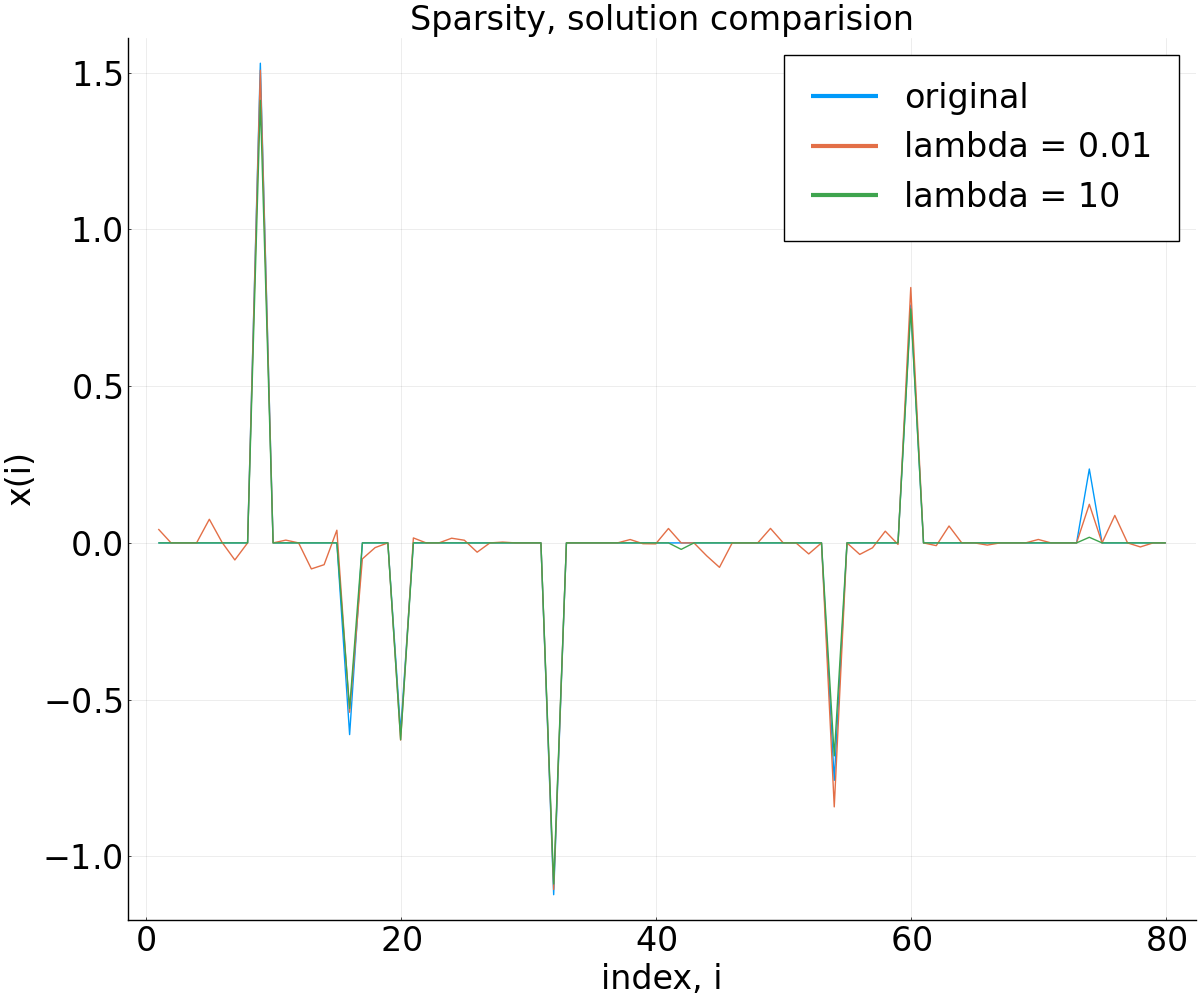 Sparsity, solution comparision
original
lambda = 0.01
lambda = 10
1.5
1.0
0.5
0.0
−0.5
−1.0
x(i)
0 20 40 60 80
index, i